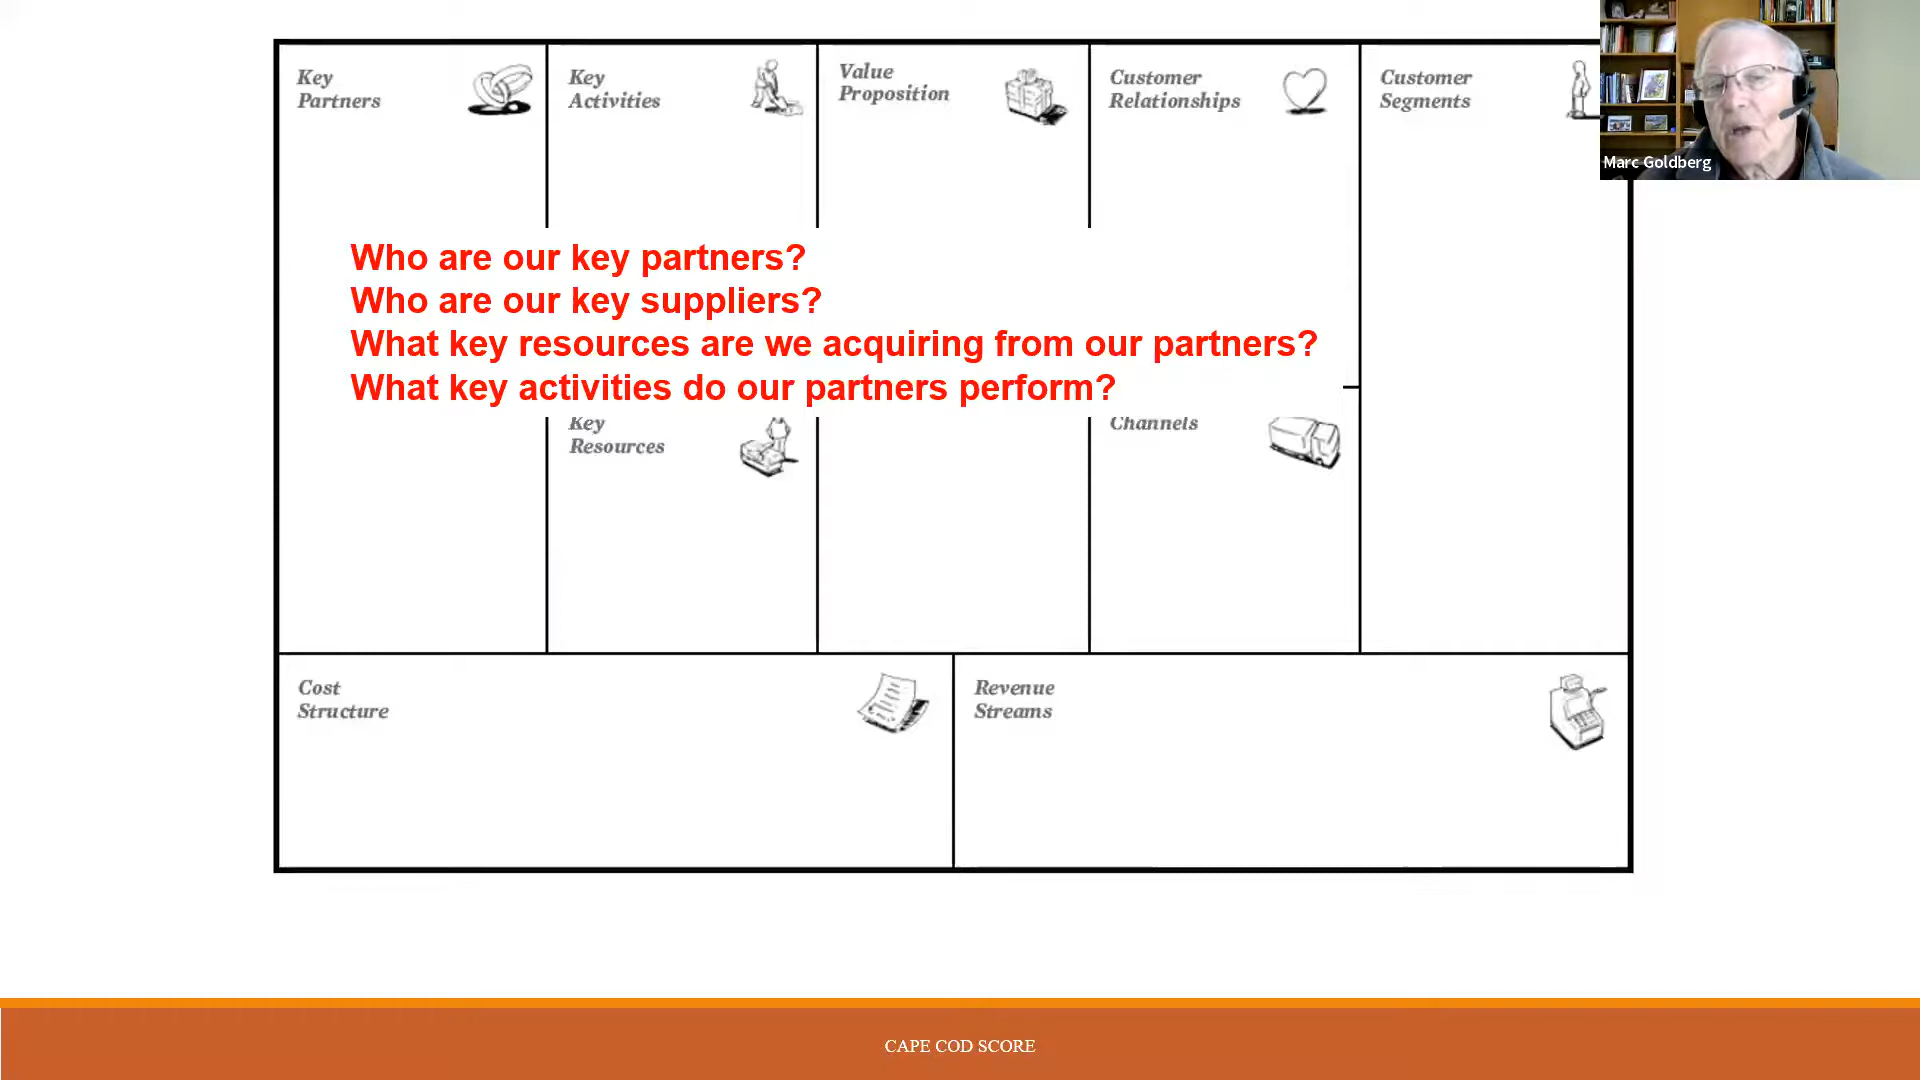 Key
Partners
Key
Activities
Value
Proposition
Customer
Relationships
Customer
Segments
Marc Goldberg
Who are our key partners?
Who are our key suppliers?
What key resources are we acquiring from our partners?
What key activities do our partners perform?
Key
Resources
Channels
Cost
Structure
Revenue
Streams
CAPE COD SCORE